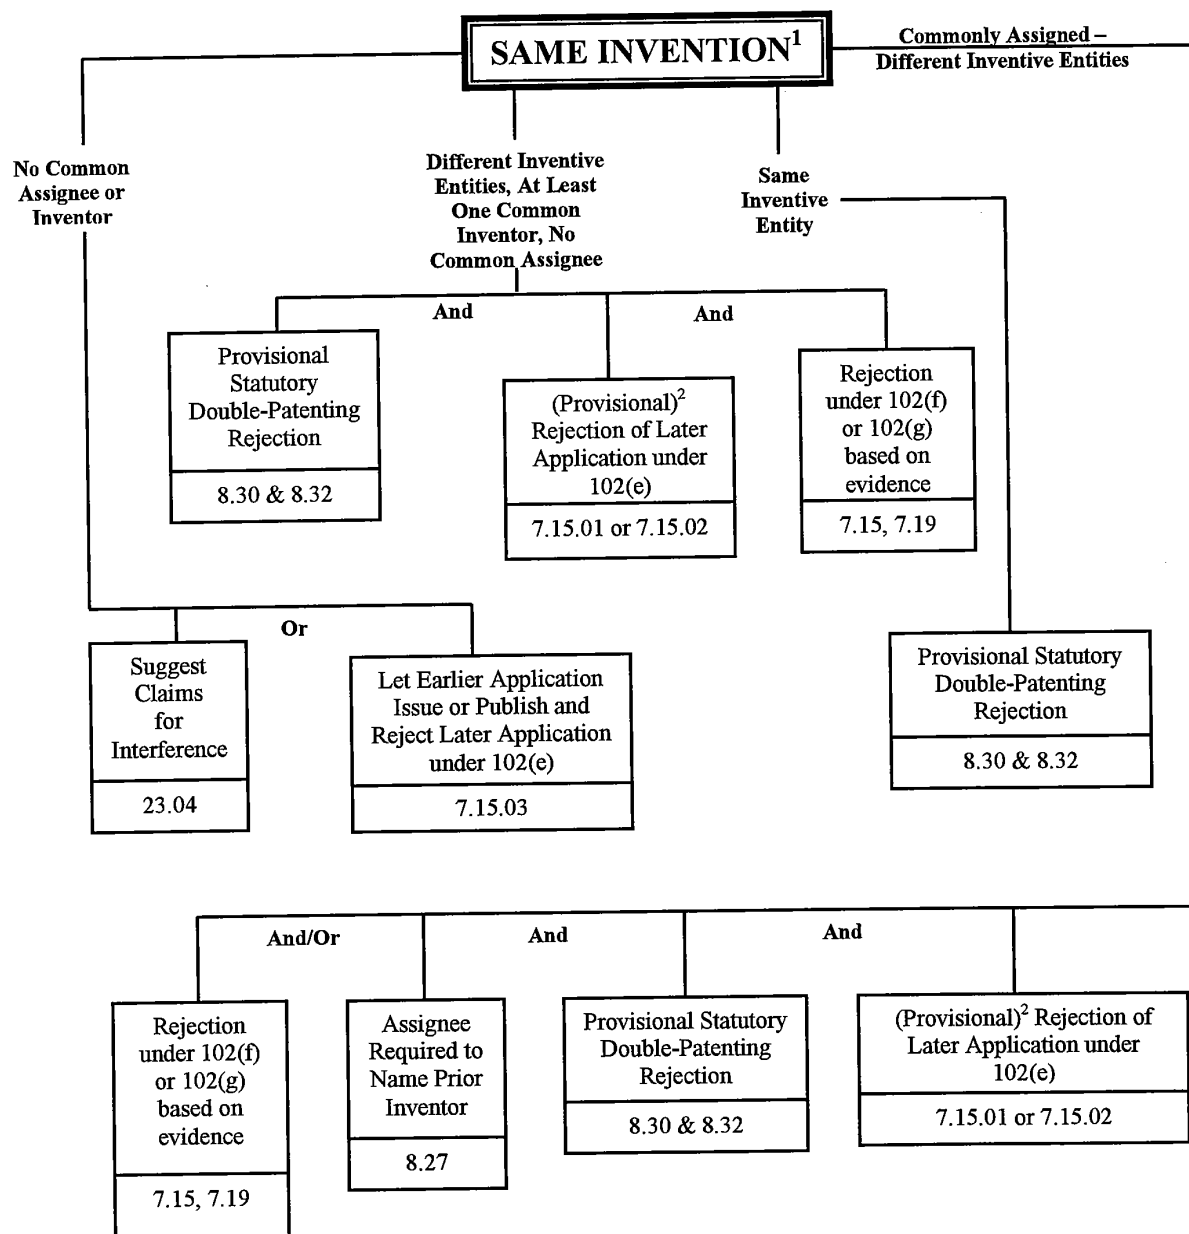 SAME INVENTION1
Commonly Assigned –
Different Inventive Entities
No Common
Assignee or
Inventor
Different Inventive
Entities, At Least
One Common
Inventor, No
Common Assignee
Same
Inventive
Entity
And
And
Provisional
Statutory
Double-Patenting
Rejection
8.30 & 8.32
(Provisional)2
Rejection of Later
Application under
102(e)
7.15.01 or 7.15.02
Rejection
under 102(f)
or 102(g)
based on
evidence
7.15, 7.19
Or
Suggest
Claims
for
Interference
23.04
Let Earlier Application
Issue or Publish and
Reject Later Application
under 102(e)
7.15.03
Provisional Statutory
Double-Patenting
Rejection
8.30 & 8.32
And/Or
And
And
Rejection
under 102(f)
or 102(g)
based on
evidence
7.15, 7.19
Assignee
Required to
Name Prior
Inventor
8.27
Provisional Statutory
Double-Patenting
Rejection
8.30 & 8.32
(Provisional)2 Rejection of
Later Application under
102(e)
7.15.01 or 7.15.02